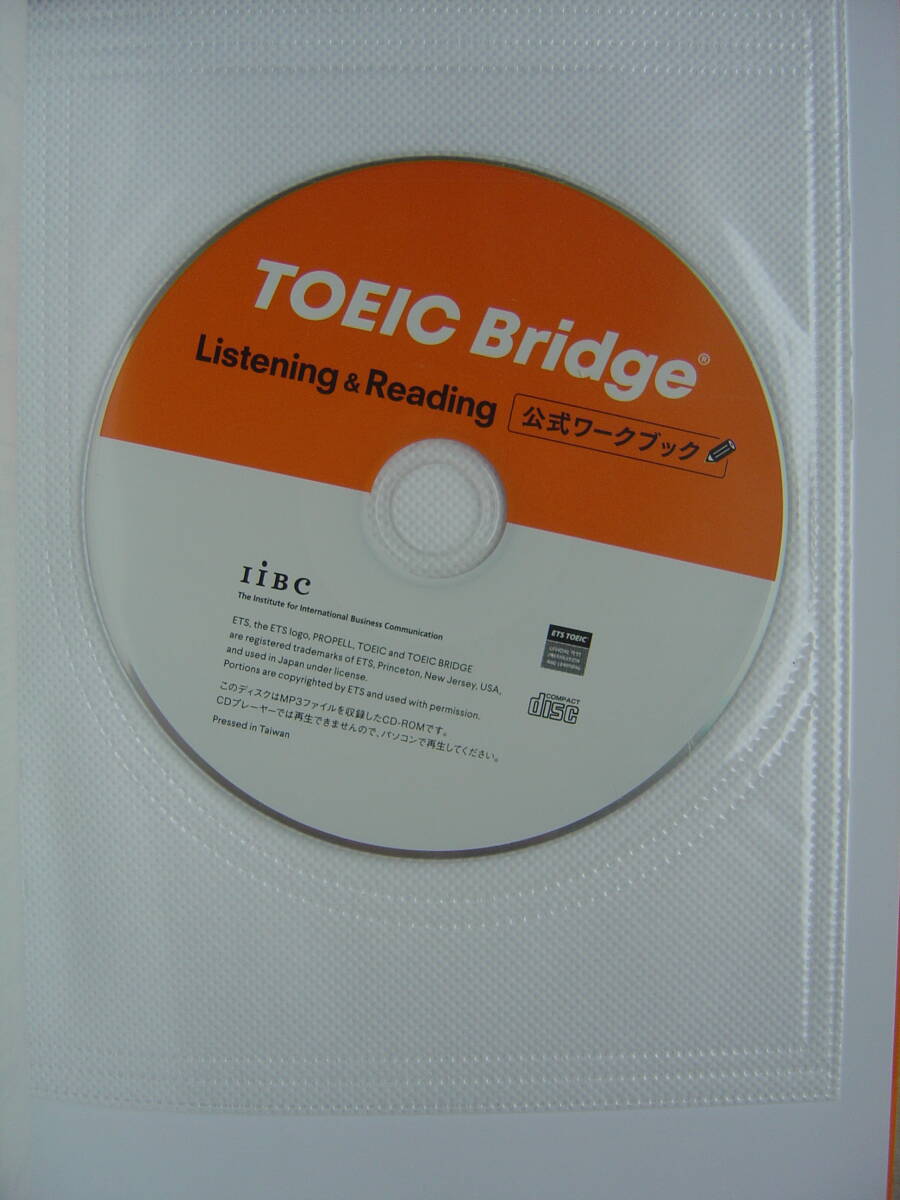 TOEIC Bridge®
Listening & Reading 公式ワークブック
IIBC
The Institute for International Business Communication
ETS, the ETS logo, PROPELL, TOEIC and TOEIC BRIDGE
are registered trademarks of ETS, Princeton, New Jersey, USA,
and used in Japan under license.
Portions are copyrighted by ETS and used with permission.
このディスクはMP3ファイルを収録したCD-ROMです。
CDプレーヤーでは再生できませんので、パソコンで再生してください。
Pressed in Taiwan
ETS TOEIC
OFFICIAL TEST
PREPARATION
AND LEARNING
COMPACT
disc